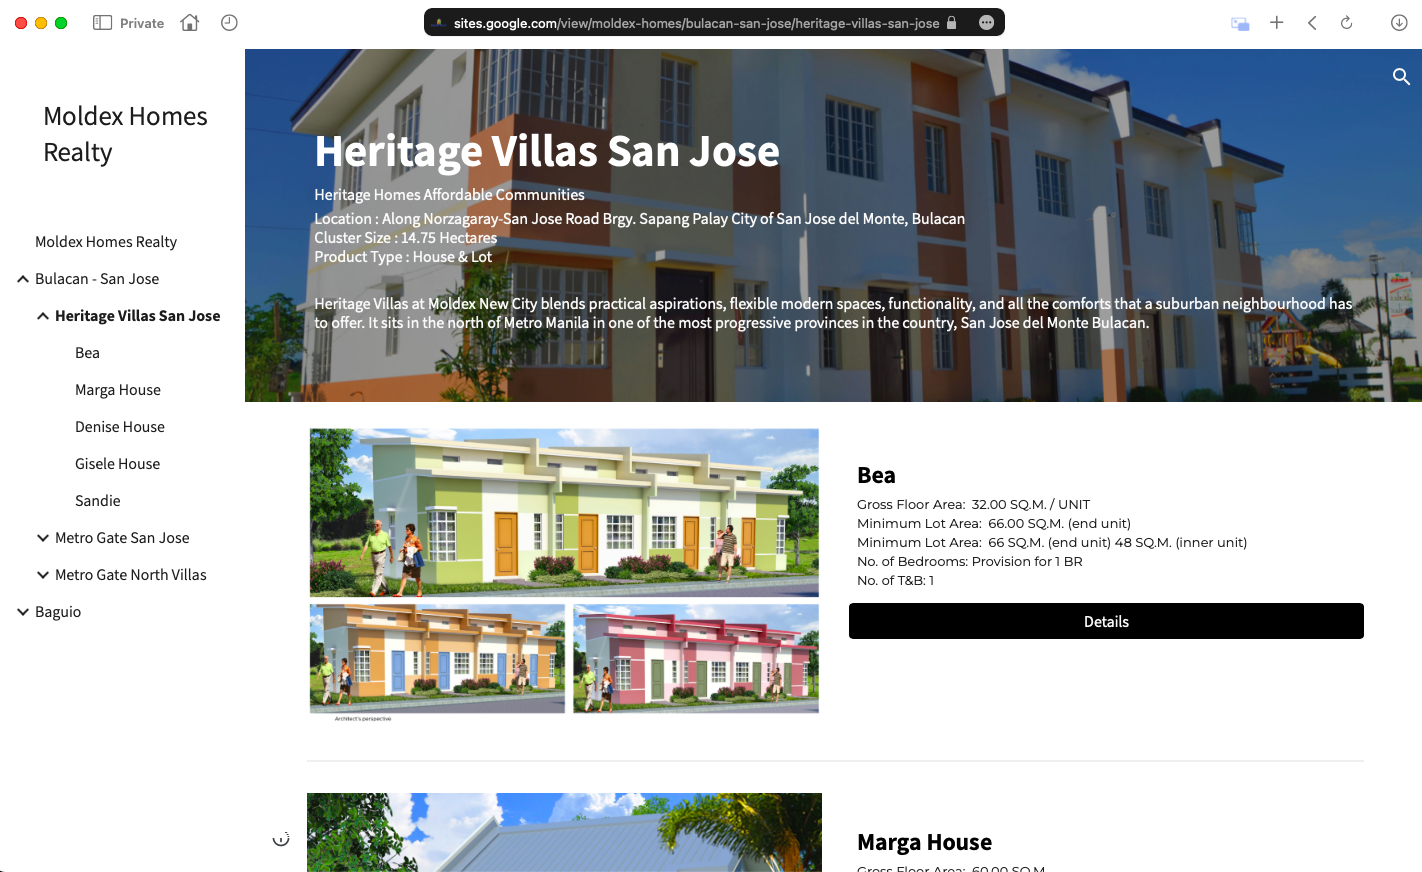 Private
sites.google.com/view/moldex-homes/bulacan-san-jose/heritage-villas-san-jose
Moldex Homes
Realty
Moldex Homes Realty
Bulacan - San Jose
Heritage Villas San Jose
Bea
Marga House
Denise House
Gisele House
Sandie
Metro Gate San Jose
Metro Gate North Villas
Baguio
Heritage Villas San Jose
Heritage Homes Affordable Communities
Location : Along Norzagaray-San Jose Road Brgy. Sapang Palay City of San Jose del Monte, Bulacan
Cluster Size : 14.75 Hectares
Product Type : House & Lot
Heritage Villas at Moldex New City blends practical aspirations, flexible modern spaces, functionality, and all the comforts that a suburban neighbourhood has
to offer. It sits in the north of Metro Manila in one of the most progressive provinces in the country, San Jose del Monte Bulacan.
Architect's perspective
Bea
Gross Floor Area:  32.00 SQ.M. / UNIT
Minimum Lot Area:  66.00 SQ.M. (end unit)
Minimum Lot Area:  66 SQ.M. (end unit) 48 SQ.M. (inner unit)
No. of Bedrooms: Provision for 1 BR
No. of T&B: 1
Details
Marga House
Gross Floor Area:  60.00 SQ.M.